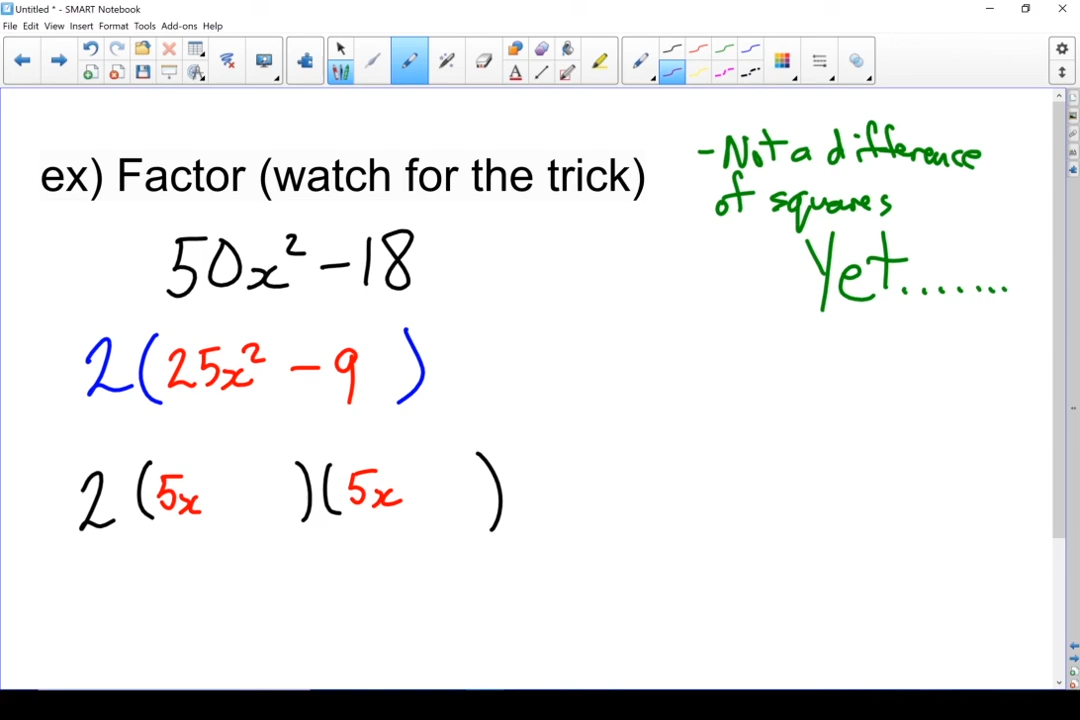 Untitled * - SMART Notebook
File Edit View Insert Format Tools Add-ons Help
ex) Factor (watch for the trick)
50x² - 18
2(25x² - 9 )
2 (5x )(5x )
- Not a difference
of squares
Yet.......